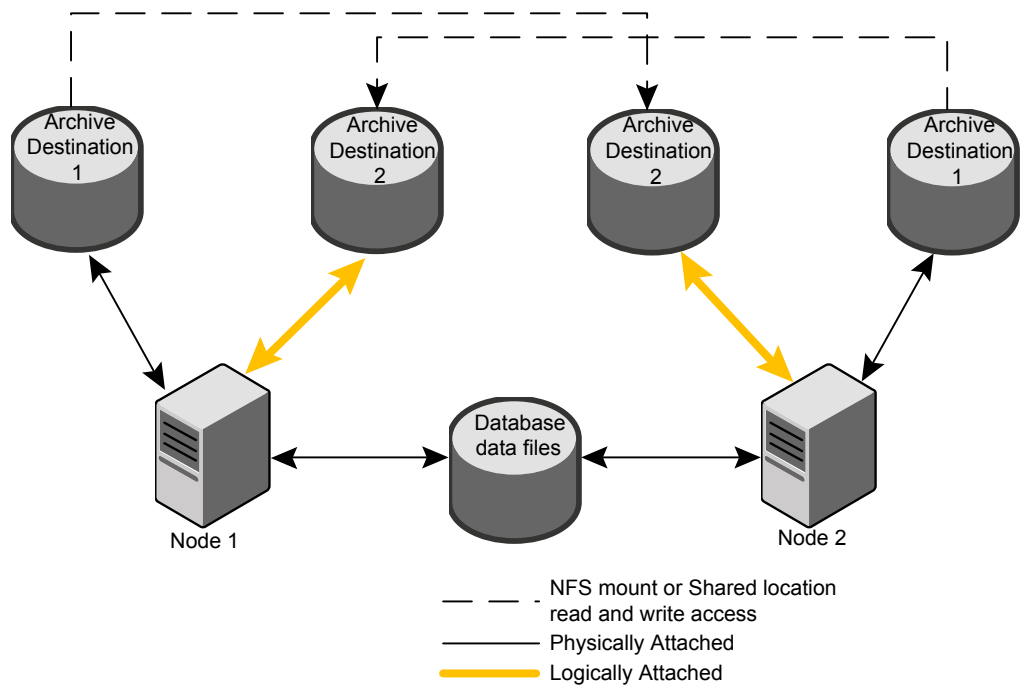 Archive
Destination
1
Archive
Destination
2
Archive
Destination
2
Archive
Destination
1
Database
data files
Node 1
Node 2
NFS mount or Shared location
read and write access
Physically Attached
Logically Attached